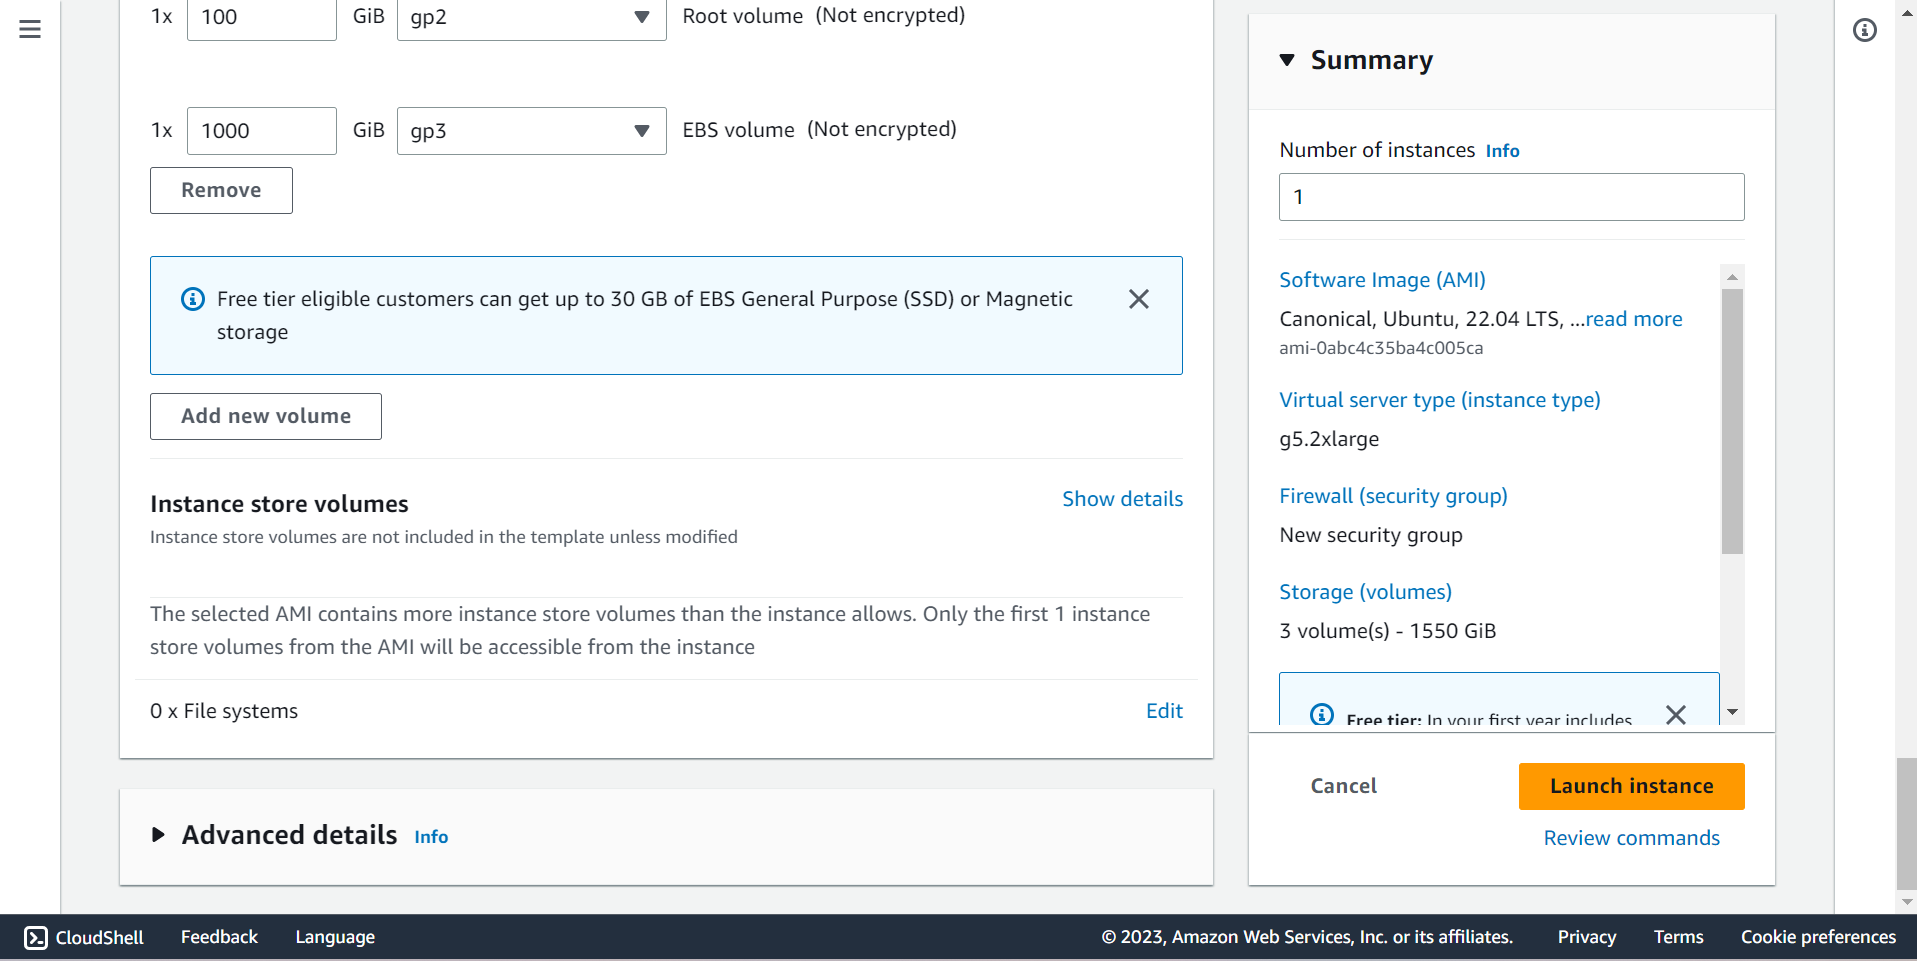 1x 100 GiB gp2 Root volume (Not encrypted)
1x 1000 GiB gp3 EBS volume (Not encrypted)
Remove
Free tier eligible customers can get up to 30 GB of EBS General Purpose (SSD) or Magnetic
storage
Add new volume
Instance store volumes
Show details
Instance store volumes are not included in the template unless modified
The selected AMI contains more instance store volumes than the instance allows. Only the first 1 instance
store volumes from the AMI will be accessible from the instance
0 x File systems
Edit
Advanced details Info
Summary
Number of instances Info
1
Software Image (AMI)
Canonical, Ubuntu, 22.04 LTS, ...read more
ami-0abc4c35ba4c005ca
Virtual server type (instance type)
g5.2xlarge
Firewall (security group)
New security group
Storage (volumes)
3 volume(s) - 1550 GiB
Free tier: In your first year includes
Cancel
Launch instance
Review commands
CloudShell Feedback Language © 2023, Amazon Web Services, Inc. or its affiliates. Privacy Terms Cookie preferences